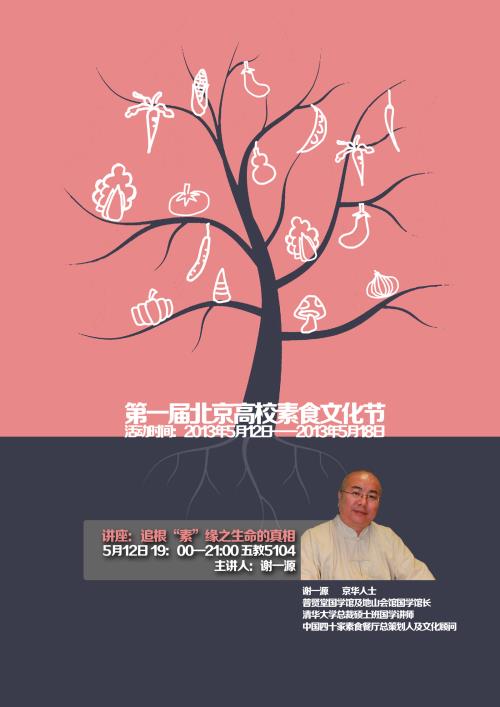 第一届北京高校素食文化节
活动时间：2013年5月12日——2013年5月18日
讲座：追根“素”缘之生命的真相
5月12日 19：00—21:00 五教5104
主讲人：谢一源
谢一源 京华人士
普贤堂国学馆及地山会馆国学馆长
清华大学总裁硕士班国学讲师
中国四十家素食餐厅总策划人及文化顾问